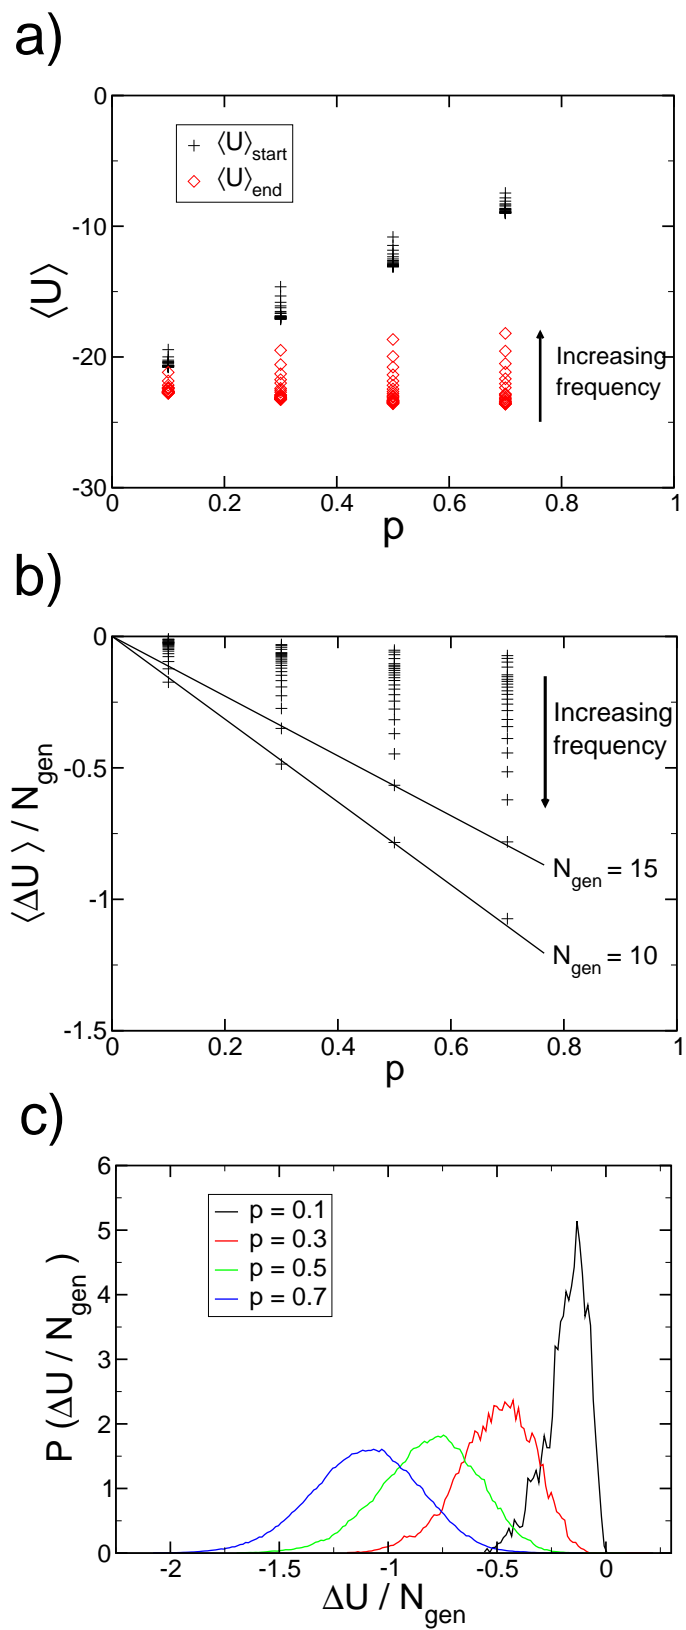 a)
0
-10
-20
-30
⟨U⟩
⟨U⟩start
⟨U⟩end
Increasing
frequency
0 0.2 0.4 0.6 0.8 1
p
b)
0
-0.5
-1
-1.5
⟨ΔU⟩ / Ngen
Increasing
frequency
Ngen = 15
Ngen = 10
0 0.2 0.4 0.6 0.8 1
p
c)
6
5
4
3
2
1
0
P (ΔU / Ngen)
p = 0.1
p = 0.3
p = 0.5
p = 0.7
-2 -1.5 -1 -0.5 0
ΔU / Ngen